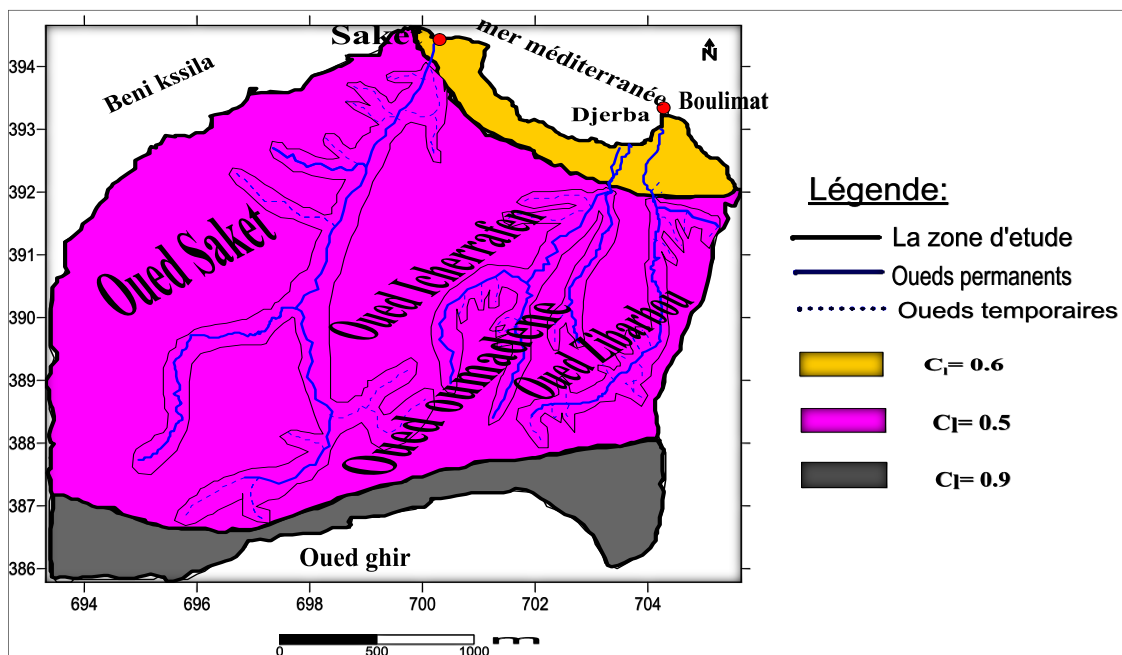 Saket
mer méditerranée
N
Beni kssila
Djerba
Boulimat
Oued Saket
Oued Icherrafen
Oued oumadene
Oued Zibarbou
Oued ghir
394
393
392
391
390
389
388
387
386
694
696
698
700
702
704
0
500
1000
Légende:
La zone d'etude
Oueds permanents
Oueds temporaires
Cl= 0.6
Cl= 0.5
Cl= 0.9